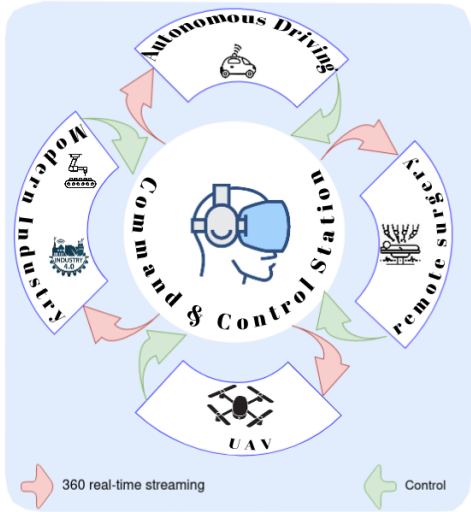 Autonomous Driving.
Modern Industry
INDUSTRY
4.0
Command & Control Station
remote surgery
UAV
360 real-time streaming
Control